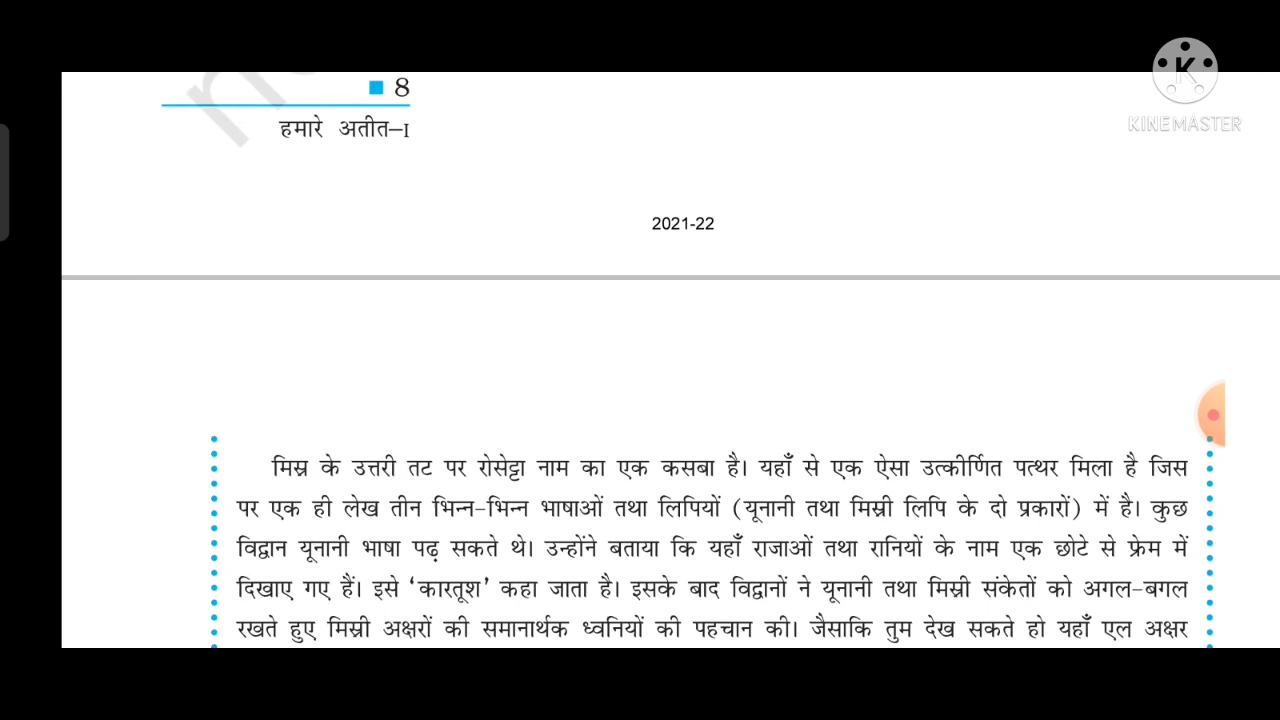 ■ 8
KINEMASTER
हमारे अतीत–I
2021-22
मिस्र के उत्तरी तट पर रोसेट्टा नाम का एक कसबा है। यहाँ से एक ऐसा उत्कीर्णित पत्थर मिला है जिस
पर एक ही लेख तीन भिन्न-भिन्न भाषाओं तथा लिपियों (यूनानी तथा मिस्री लिपि के दो प्रकारों) में है। कुछ
विद्वान यूनानी भाषा पढ़ सकते थे। उन्होंने बताया कि यहाँ राजाओं तथा रानियों के नाम एक छोटे से फ्रेम में
दिखाए गए हैं। इसे ‘कारतूश’ कहा जाता है। इसके बाद विद्वानों ने यूनानी तथा मिस्री संकेतों को अगल-बगल
रखते हुए मिस्री अक्षरों की समानार्थक ध्वनियों की पहचान की। जैसाकि तुम देख सकते हो यहाँ एल अक्षर